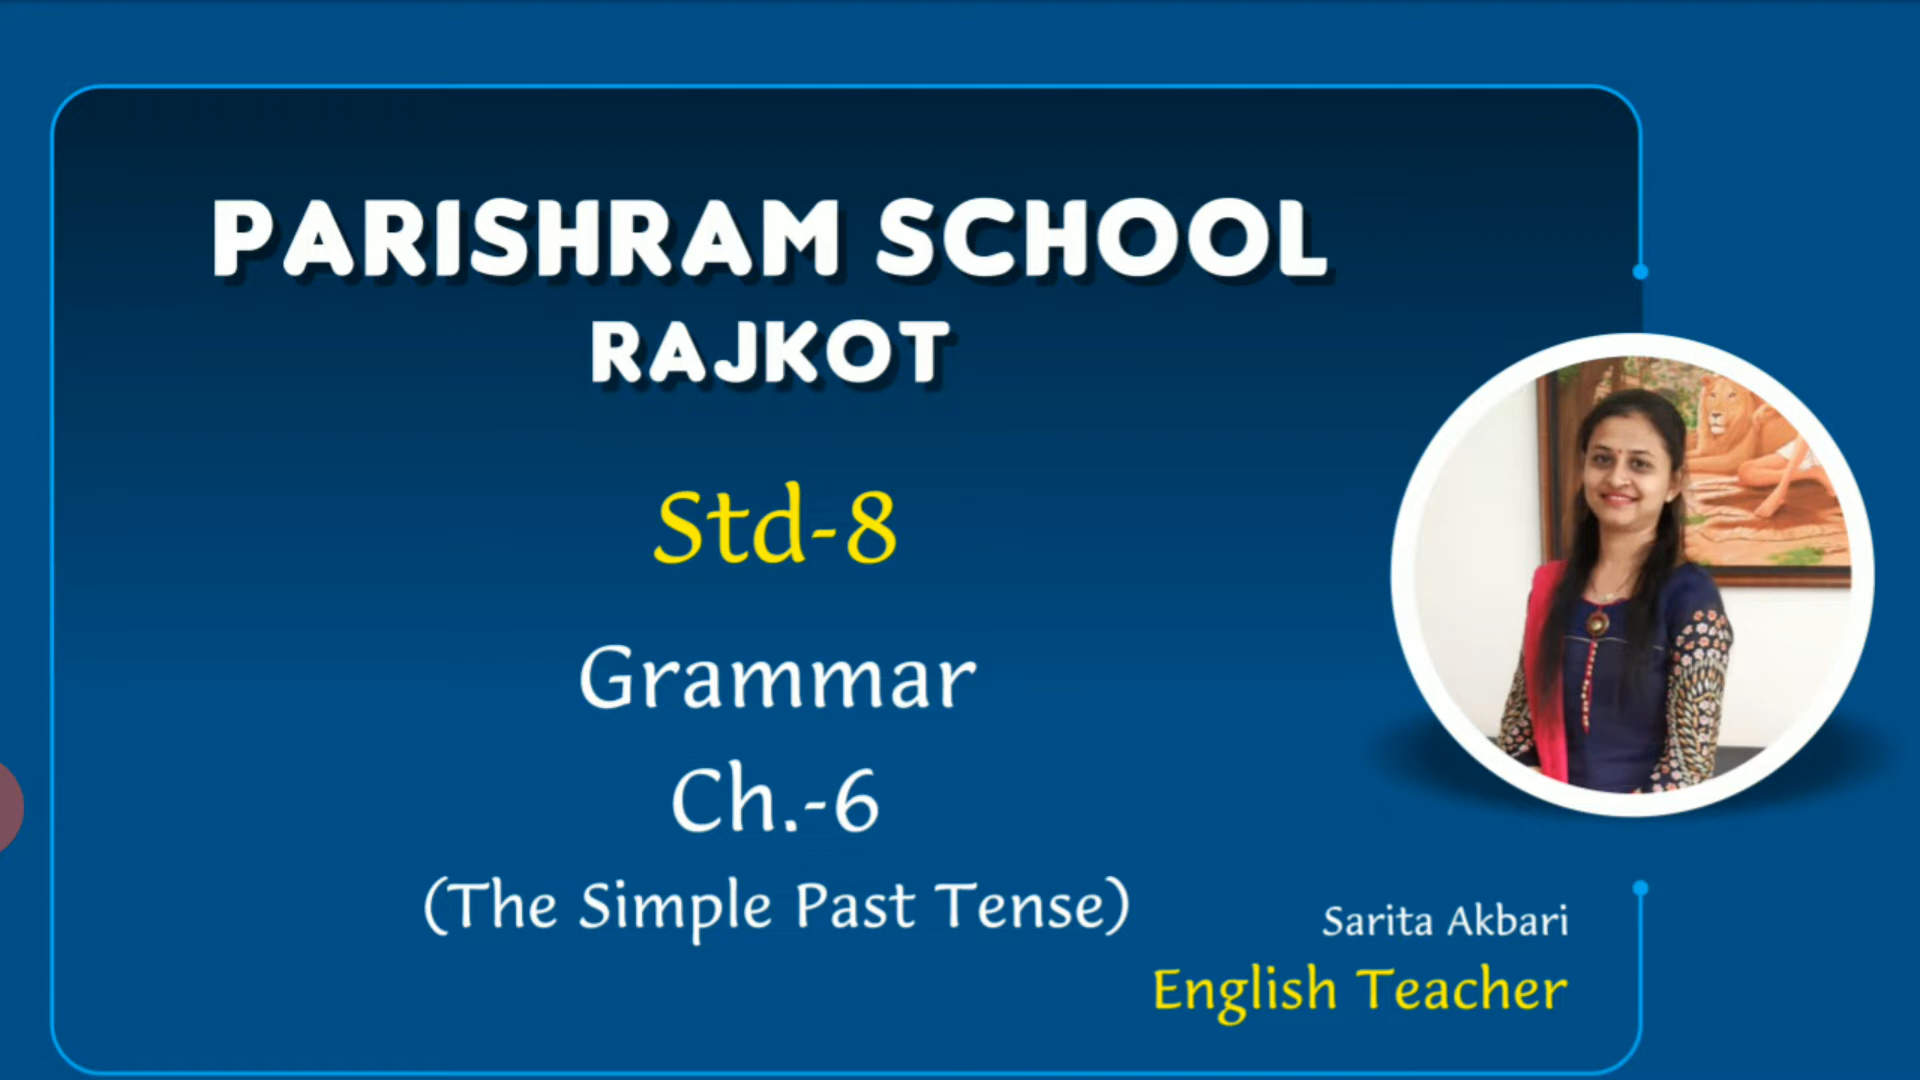 PARISHRAM SCHOOL
RAJKOT
Std-8
Grammar
Ch.-6
(The Simple Past Tense)
Sarita Akbari
English Teacher